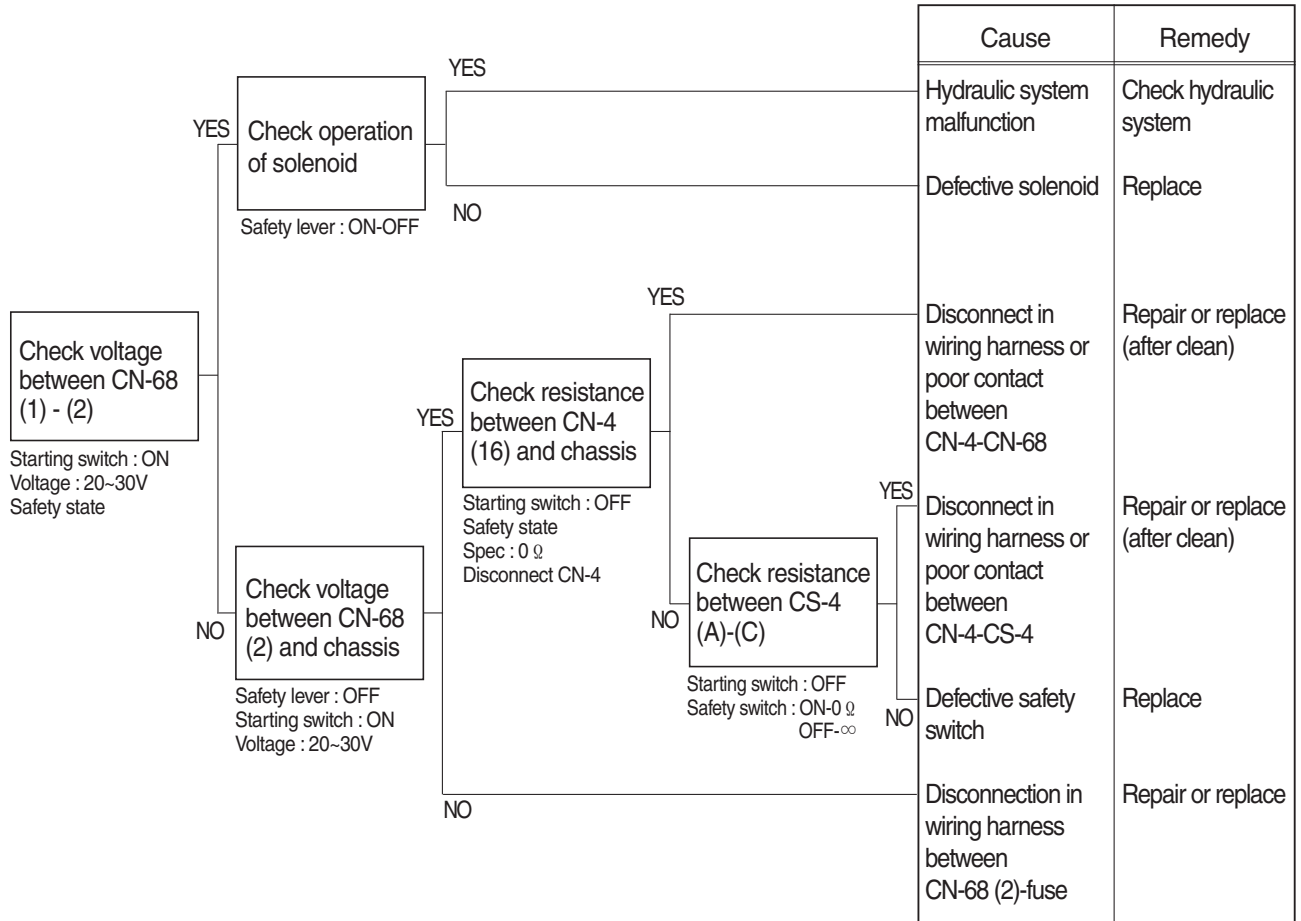 Cause
Remedy
YES
Hydraulic system
malfunction
Check hydraulic
system
YES
Check operation
of solenoid
Defective solenoid
Replace
NO
Safety lever : ON-OFF
YES
Disconnect in
wiring harness or
poor contact
between
CN-4-CN-68
Repair or replace
(after clean)
Check voltage
between CN-68
(1) - (2)
Starting switch : ON
Voltage : 20~30V
Safety state
YES
Check resistance
between CN-4
(16) and chassis
Starting switch : OFF
Safety state
Spec : 0 Ω
Disconnect CN-4
YES
Disconnect in
wiring harness or
poor contact
between
CN-4-CS-4
Repair or replace
(after clean)
NO
Check voltage
between CN-68
(2) and chassis
Safety lever : OFF
Starting switch : ON
Voltage : 20~30V
NO
Check resistance
between CS-4
(A)-(C)
Starting switch : OFF
Safety switch : ON-0 Ω
OFF-∞
NO
Defective safety
switch
Replace
NO
Disconnection in
wiring harness
between
CN-68 (2)-fuse
Repair or replace